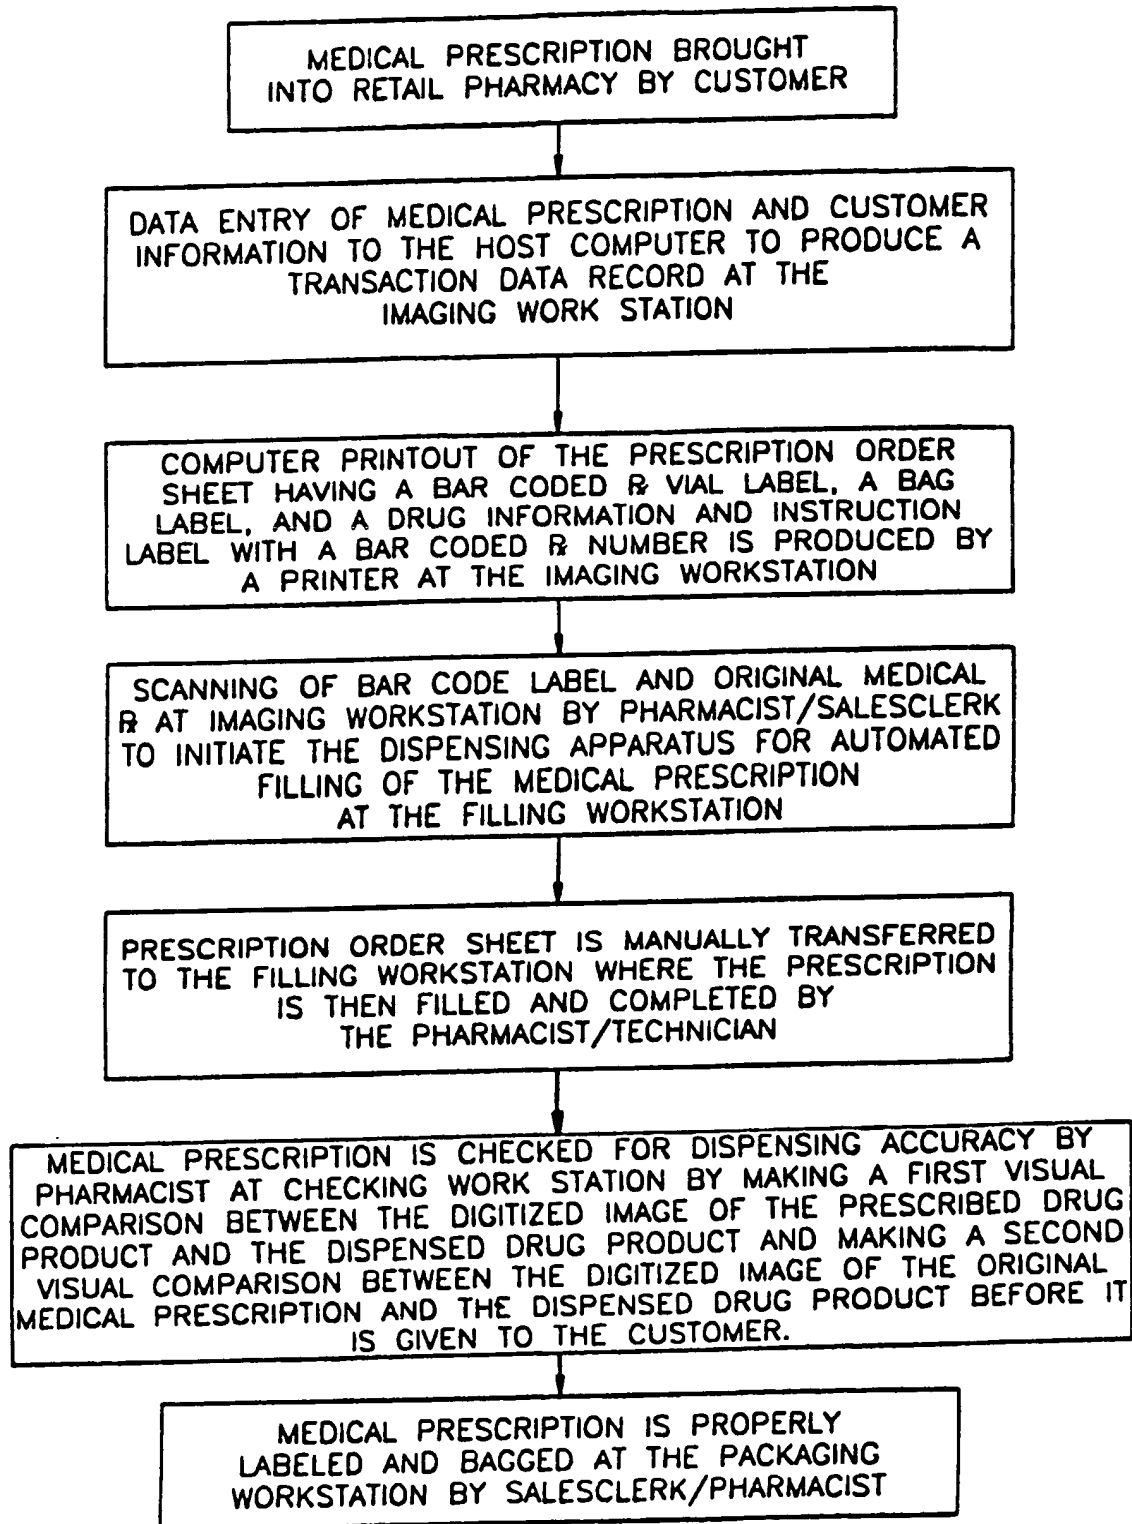 MEDICAL PRESCRIPTION BROUGHT
INTO RETAIL PHARMACY BY CUSTOMER
DATA ENTRY OF MEDICAL PRESCRIPTION AND CUSTOMER
INFORMATION TO THE HOST COMPUTER TO PRODUCE A
TRANSACTION DATA RECORD AT THE
IMAGING WORK STATION
COMPUTER PRINTOUT OF THE PRESCRIPTION ORDER
SHEET HAVING A BAR CODED ℞ VIAL LABEL, A BAG
LABEL, AND A DRUG INFORMATION AND INSTRUCTION
LABEL WITH A BAR CODED ℞ NUMBER IS PRODUCED BY
A PRINTER AT THE IMAGING WORKSTATION
SCANNING OF BAR CODE LABEL AND ORIGINAL MEDICAL
℞ AT IMAGING WORKSTATION BY PHARMACIST/SALESCLERK
TO INITIATE THE DISPENSING APPARATUS FOR AUTOMATED
FILLING OF THE MEDICAL PRESCRIPTION
AT THE FILLING WORKSTATION
PRESCRIPTION ORDER SHEET IS MANUALLY TRANSFERRED
TO THE FILLING WORKSTATION WHERE THE PRESCRIPTION
IS THEN FILLED AND COMPLETED BY
THE PHARMACIST/TECHNICIAN
MEDICAL PRESCRIPTION IS CHECKED FOR DISPENSING ACCURACY BY
PHARMACIST AT CHECKING WORK STATION BY MAKING A FIRST VISUAL
COMPARISON BETWEEN THE DIGITIZED IMAGE OF THE PRESCRIBED DRUG
PRODUCT AND THE DISPENSED DRUG PRODUCT AND MAKING A SECOND
VISUAL COMPARISON BETWEEN THE DIGITIZED IMAGE OF THE ORIGINAL
MEDICAL PRESCRIPTION AND THE DISPENSED DRUG PRODUCT BEFORE IT
IS GIVEN TO THE CUSTOMER.
MEDICAL PRESCRIPTION IS PROPERLY
LABELED AND BAGGED AT THE PACKAGING
WORKSTATION BY SALESCLERK/PHARMACIST